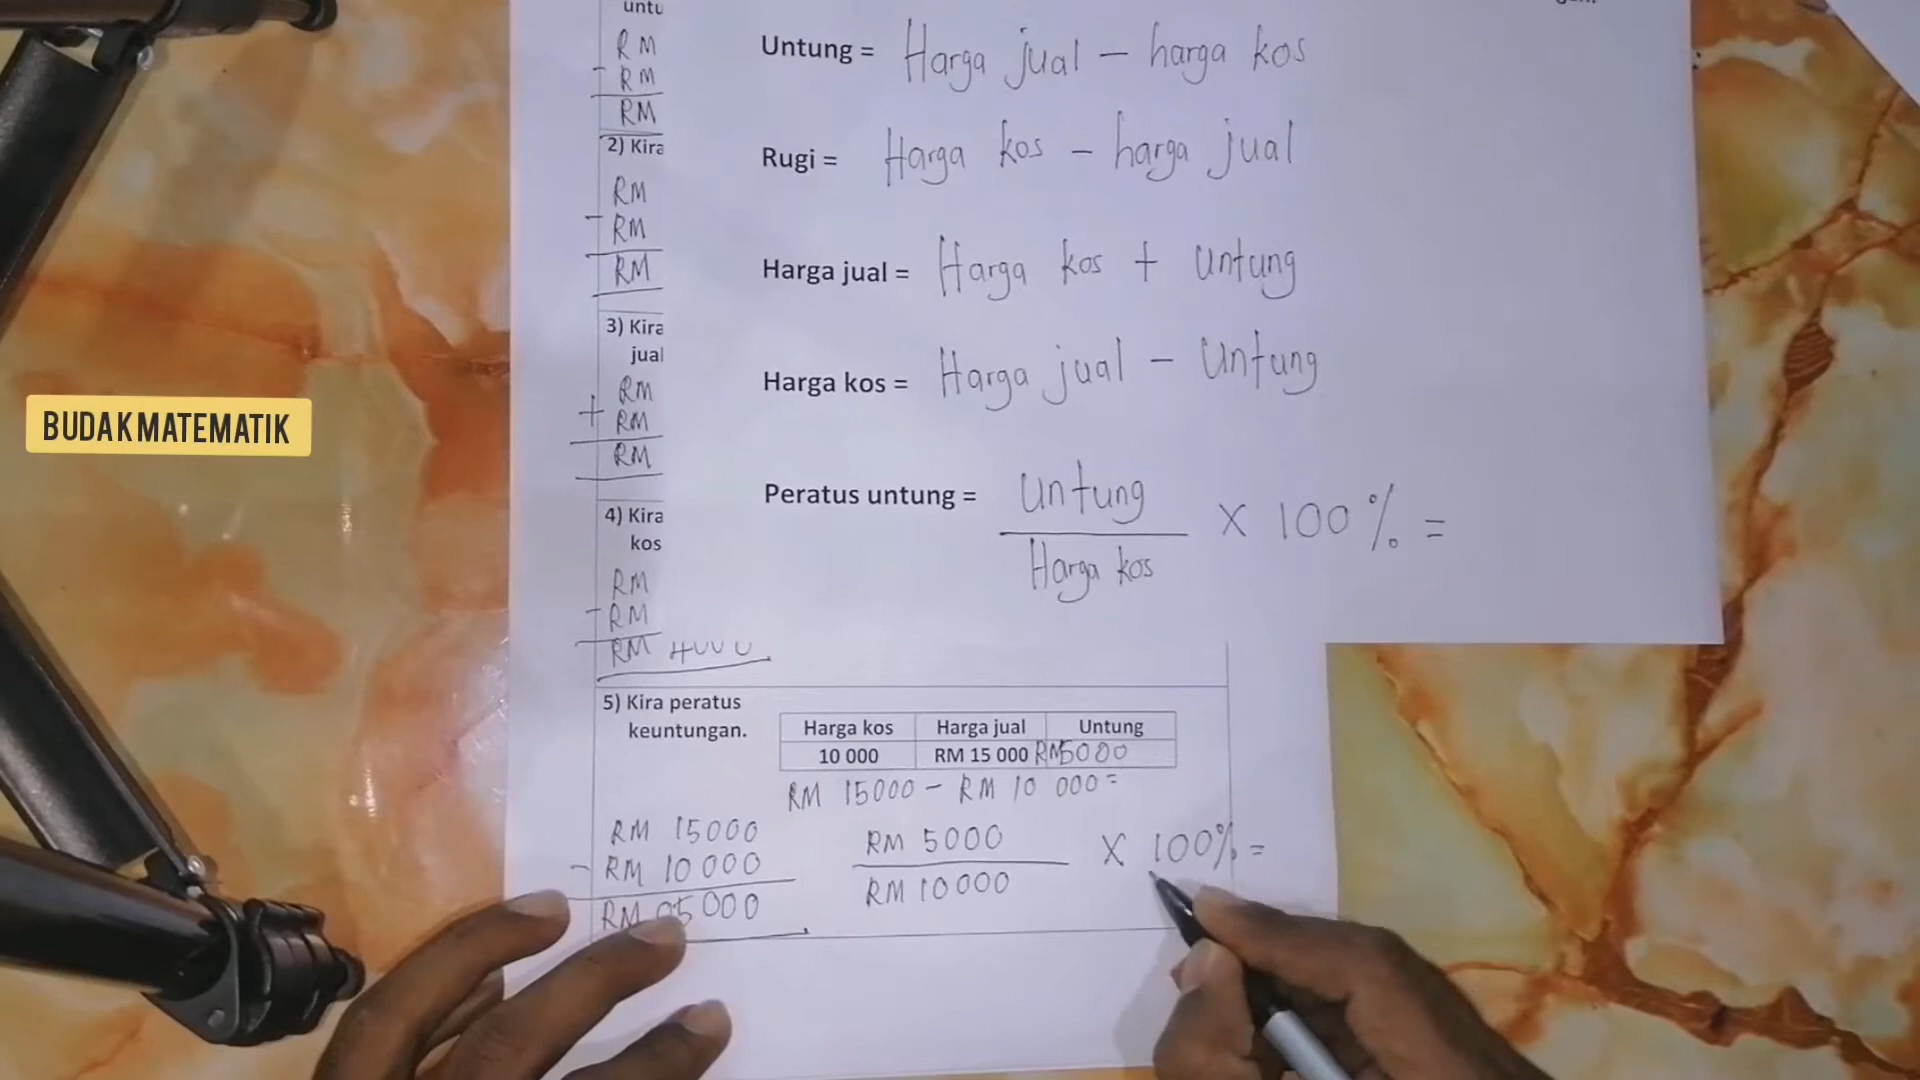 untu
RM
- RM
RM
Untung = Harga jual - harga kos
2) Kira
RM
- RM
RM
Rugi = Harga kos - harga jual
Harga jual = Harga kos + Untung
3) Kira
jual
RM
+ RM
RM
Harga kos = Harga jual - Untung
BUDAK MATEMATIK
4) Kira
kos
RM
- RM
RM 4000
Peratus untung = Untung
Harga kos
X 100 % =
5) Kira peratus
keuntungan.
Harga kos Harga jual Untung
10 000 RM 15 000 RM5000
RM 15000 - RM 10 000 =
RM 15000
- RM 10 000
RM 05000
RM 5000
RM 10000
X 100% =